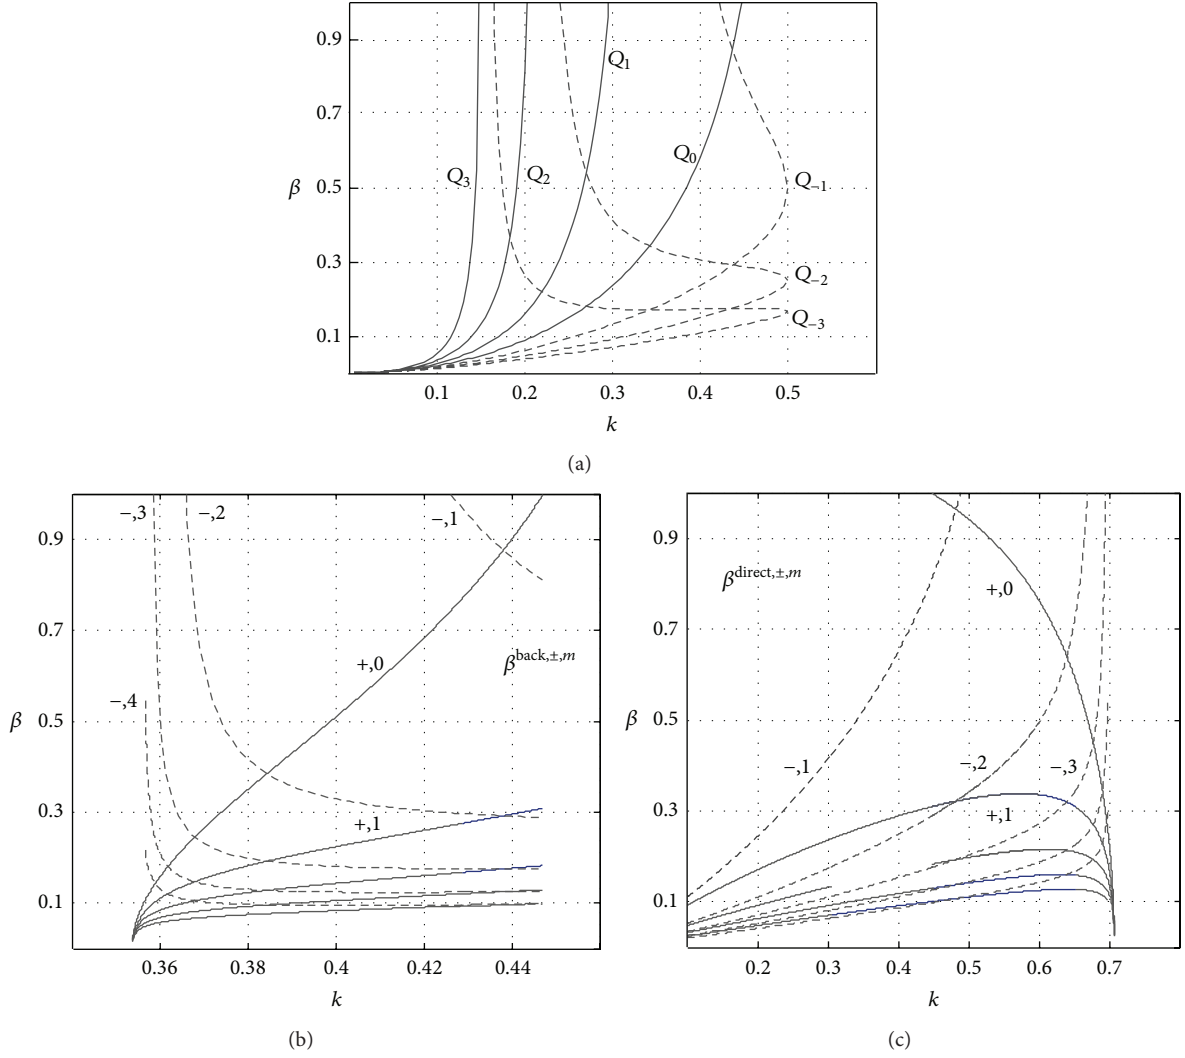 0.9
0.7
0.5
0.3
0.1
β
Q₃
Q₂
Q₁
Q₀
Q₋₁
Q₋₂
Q₋₃
0.1 0.2 0.3 0.4 0.5
k
(a)
0.9
0.7
0.5
0.3
0.1
β
−,3
−,2
−,1
+,0
β^{back,±,m}
−,4
+,1
0.36 0.38 0.4 0.42 0.44
k
(b)
0.9
0.7
0.5
0.3
0.1
β
β^{direct,±,m}
+,0
−,1
−,2
−,3
+,1
0.2 0.3 0.4 0.5 0.6 0.7
k
(c)